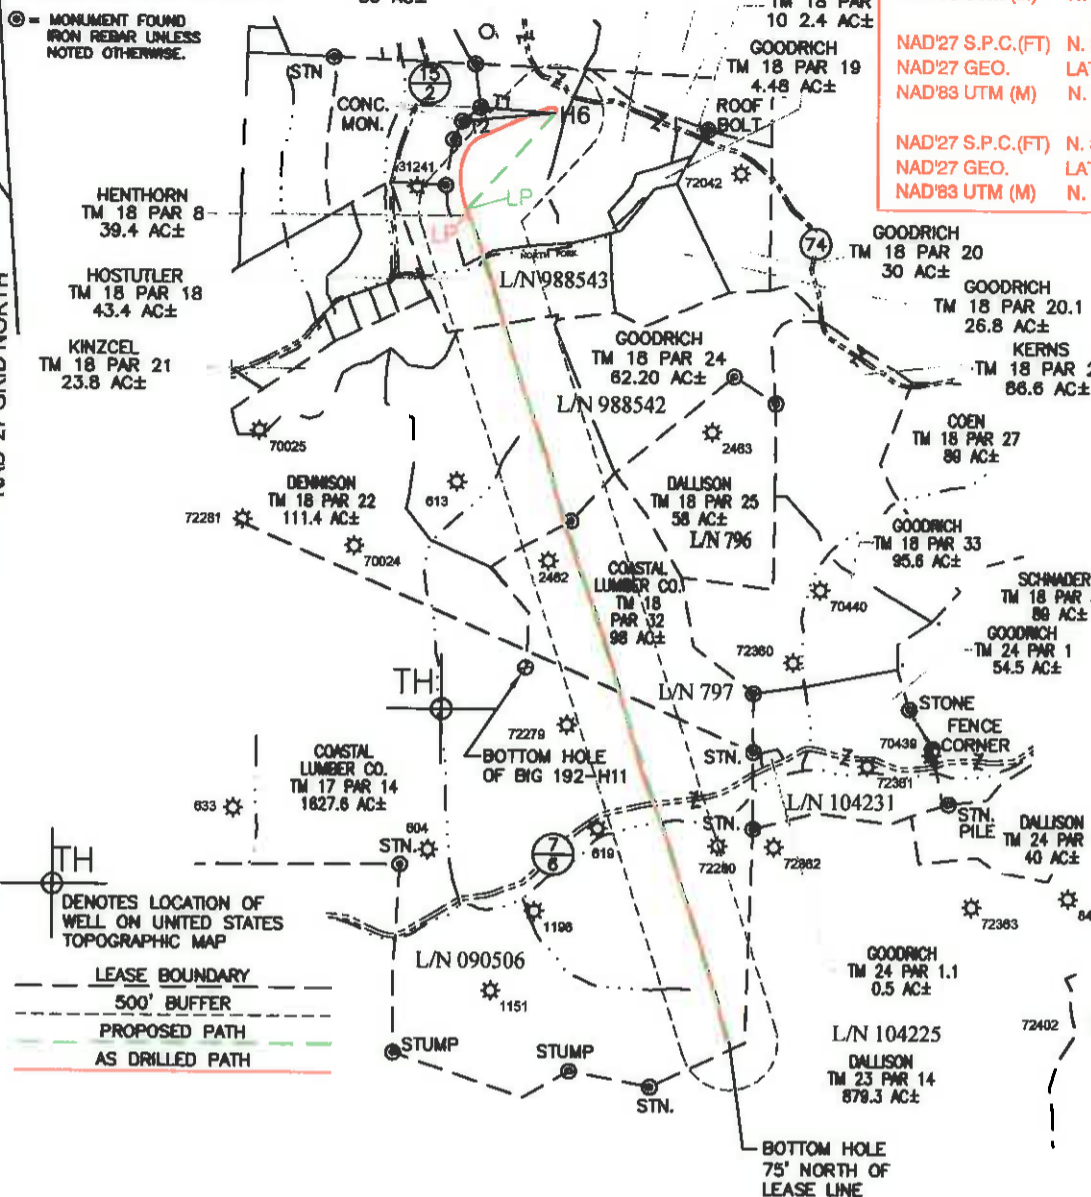 = MONUMENT FOUND
IRON REBAR UNLESS
NOTED OTHERWISE.
TM 18 PAR
10 2.4 AC±
GOODRICH
TM 18 PAR 19
4.48 AC±
NAD'27 S.P.C.(FT) N.
NAD'27 GEO. LAT
NAD'83 UTM (M) N.
NAD'27 S.P.C.(FT) N.
NAD'27 GEO. LAT
NAD'83 UTM (M) N.
STN
15
2
CONC.
MON.
T1
T2
H6
ROOF
BOLT
31241
72042
HENTHORN
TM 18 PAR 8
39.4 AC±
LP
LP
NORTH FORK
74
GOODRICH
TM 18 PAR 20
30 AC±
HOSTUTLER
TM 18 PAR 18
43.4 AC±
L/N 988543
GOODRICH
TM 18 PAR 20.1
26.8 AC±
KINZCEL
TM 18 PAR 21
23.8 AC±
GOODRICH
TM 18 PAR 24
62.20 AC±
KERNS
TM 18 PAR 2
86.6 AC±
L/N 988542
70025
2463
COEN
TM 18 PAR 27
89 AC±
DENNISON
TM 18 PAR 22
111.4 AC±
613
DALLISON
TM 18 PAR 25
58 AC±
L/N 796
72281
70024
2462
GOODRICH
TM 18 PAR 33
95.6 AC±
COASTAL
LUMBER CO.
TM 18
PAR 32
98 AC±
70440
SCHNADER
TM 18 PAR
89 AC±
GOODRICH
TM 24 PAR 1
54.5 AC±
72360
TH
L/N 797
STONE
FENCE
CORNER
72279
BOTTOM HOLE
OF BIG 192-H11
STN.
70439
72361
COASTAL
LUMBER CO.
TM 17 PAR 14
1627.6 AC±
633
604
STN.
7
6
619
L/N 104231
STN.
72280
72362
STN.
PILE
DALLISON
TM 24 PAR
40 AC±
TH
DENOTES LOCATION OF
WELL ON UNITED STATES
TOPOGRAPHIC MAP
1196
72363
L/N 090506
GOODRICH
TM 24 PAR 1.1
0.5 AC±
LEASE BOUNDARY
500' BUFFER
PROPOSED PATH
AS DRILLED PATH
1151
L/N 104225
72402
STUMP
STUMP
STN.
DALLISON
TM 23 PAR 14
879.3 AC±
BOTTOM HOLE
75' NORTH OF
LEASE LINE